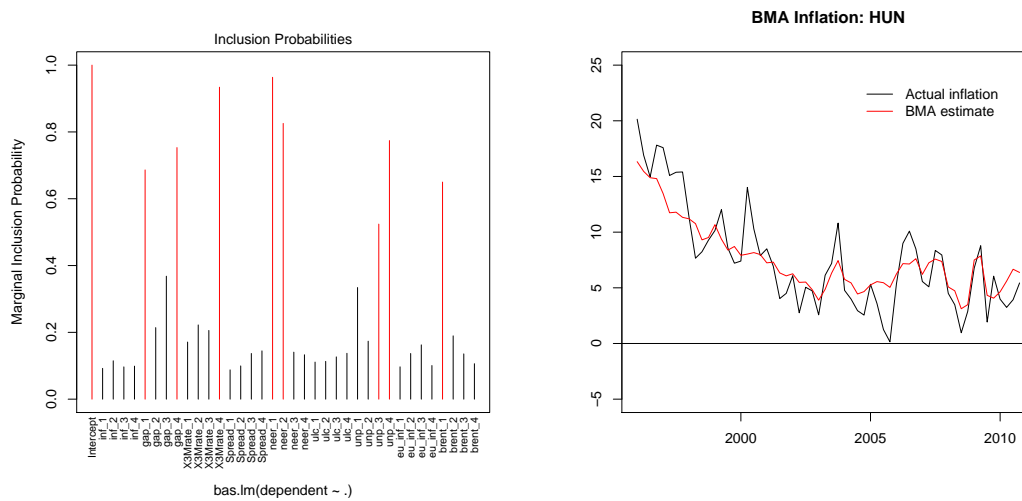 Inclusion Probabilities
Marginal Inclusion Probability
1.0
0.8
0.6
0.4
0.2
0.0
Intercept
inf_1
inf_2
inf_3
inf_4
gap_1
gap_2
gap_3
gap_4
X3Mrate_1
X3Mrate_2
X3Mrate_3
X3Mrate_4
Spread_1
Spread_2
Spread_3
Spread_4
neer_1
neer_2
neer_3
neer_4
ulc_1
ulc_2
ulc_3
ulc_4
unp_1
unp_2
unp_3
unp_4
eu_inf_1
eu_inf_2
eu_inf_3
eu_inf_4
brent_1
brent_2
brent_3
brent_4
bas.lm(dependent ~ .)
BMA Inflation: HUN
25
20
15
10
5
0
−5
Actual inflation
BMA estimate
2000
2005
2010